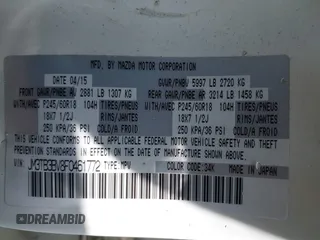 MFD. BY MAZDA MOTOR CORPORATION
DATE 04/15 GVWR/PNBV 5997 LB 2720 KG
FRONT GAWR/PNBE AV 2881 LB 1307 KG REAR GAWR/PNBE AR 3214 LB 1458 KG
WITH/AVEC P245/60R18 104H TIRES/PNEUS WITH/AVEC P245/60R18 104H TIRES/PNEUS
18X7 1/2J RIMS/JANTES 18X7 1/2J RIMS/JANTES
250 KPA/36 PSI COLD/A FROID 250 KPA/36 PSI COLD/A FROID
THIS VEHICLE CONFORMS TO ALL APPLICABLE FEDERAL MOTOR VEHICLE SAFETY AND
THEFT PREVENTION STANDARDS IN EFFECT ON THE DATE OF MANUFACTURE SHOWN ABOVE.
JM3TB3BV8F0461772 TYPE:MPV COLOR CODE:34K MADE IN JAPAN